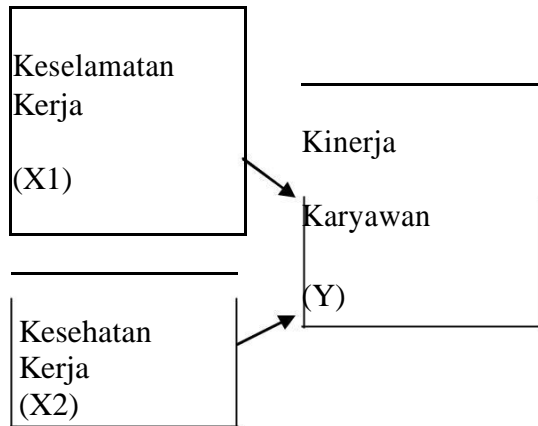 Keselamatan
Kerja
(X1)
Kinerja
Karyawan
(Y)
Kesehatan
Kerja
(X2)